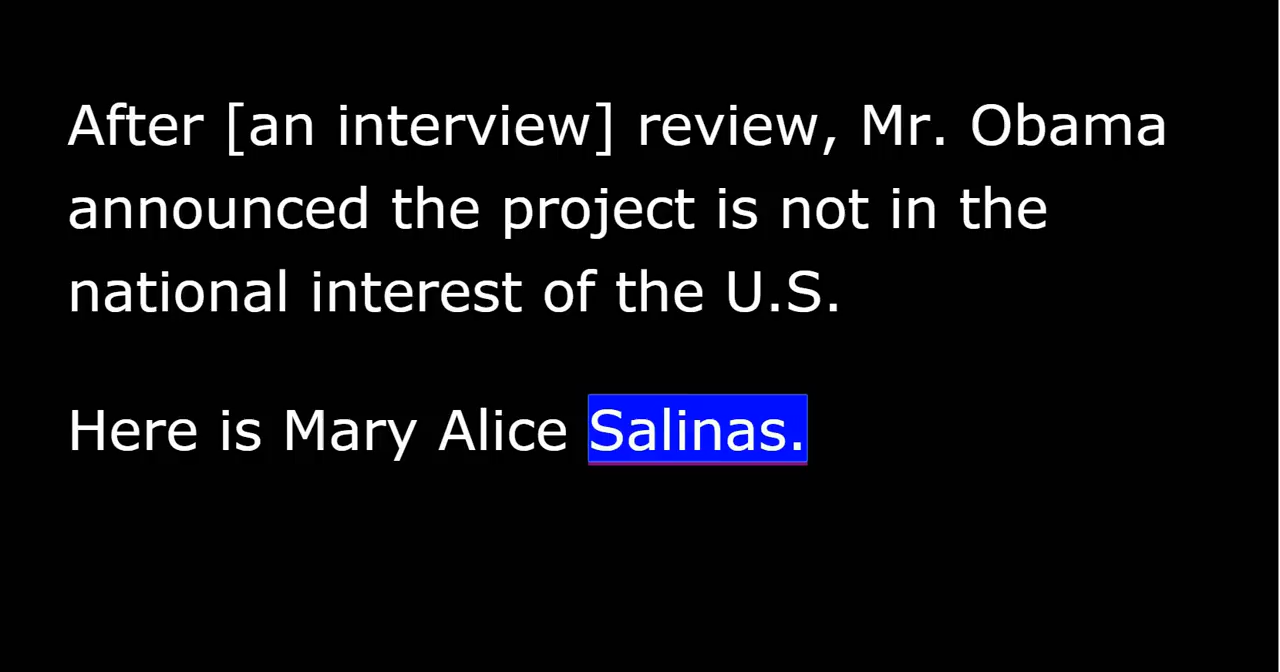 After [an interview] review, Mr. Obama
announced the project is not in the
national interest of the U.S.
Here is Mary Alice Salinas.